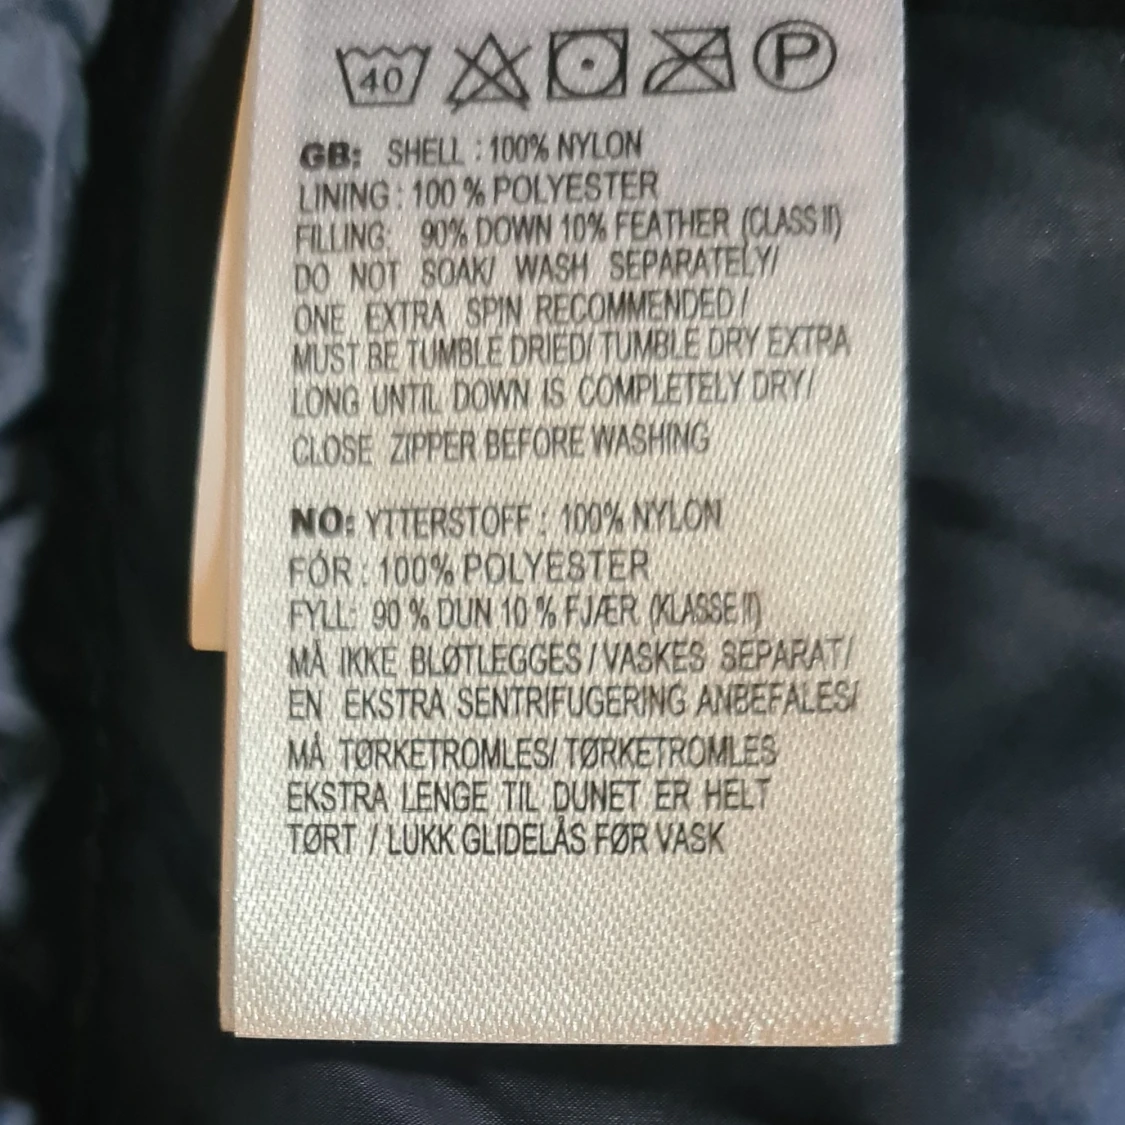 40 P
GB: SHELL : 100% NYLON
LINING : 100 % POLYESTER
FILLING: 90% DOWN 10% FEATHER (CLASS II)
DO NOT SOAK/ WASH SEPARATELY/
ONE EXTRA SPIN RECOMMENDED /
MUST BE TUMBLE DRIED/ TUMBLE DRY EXTRA
LONG UNTIL DOWN IS COMPLETELY DRY/
CLOSE ZIPPER BEFORE WASHING
NO: YTTERSTOFF : 100% NYLON
FÓR : 100% POLYESTER
FYLL: 90 % DUN 10 % FJÆR (KLASSE II)
MÅ IKKE BLØTLEGGES / VASKES SEPARAT/
EN EKSTRA SENTRIFUGERING ANBEFALES/
MÅ TØRKETROMLES/ TØRKETROMLES
EKSTRA LENGE TIL DUNET ER HELT
TØRT / LUKK GLIDELÅS FØR VASK